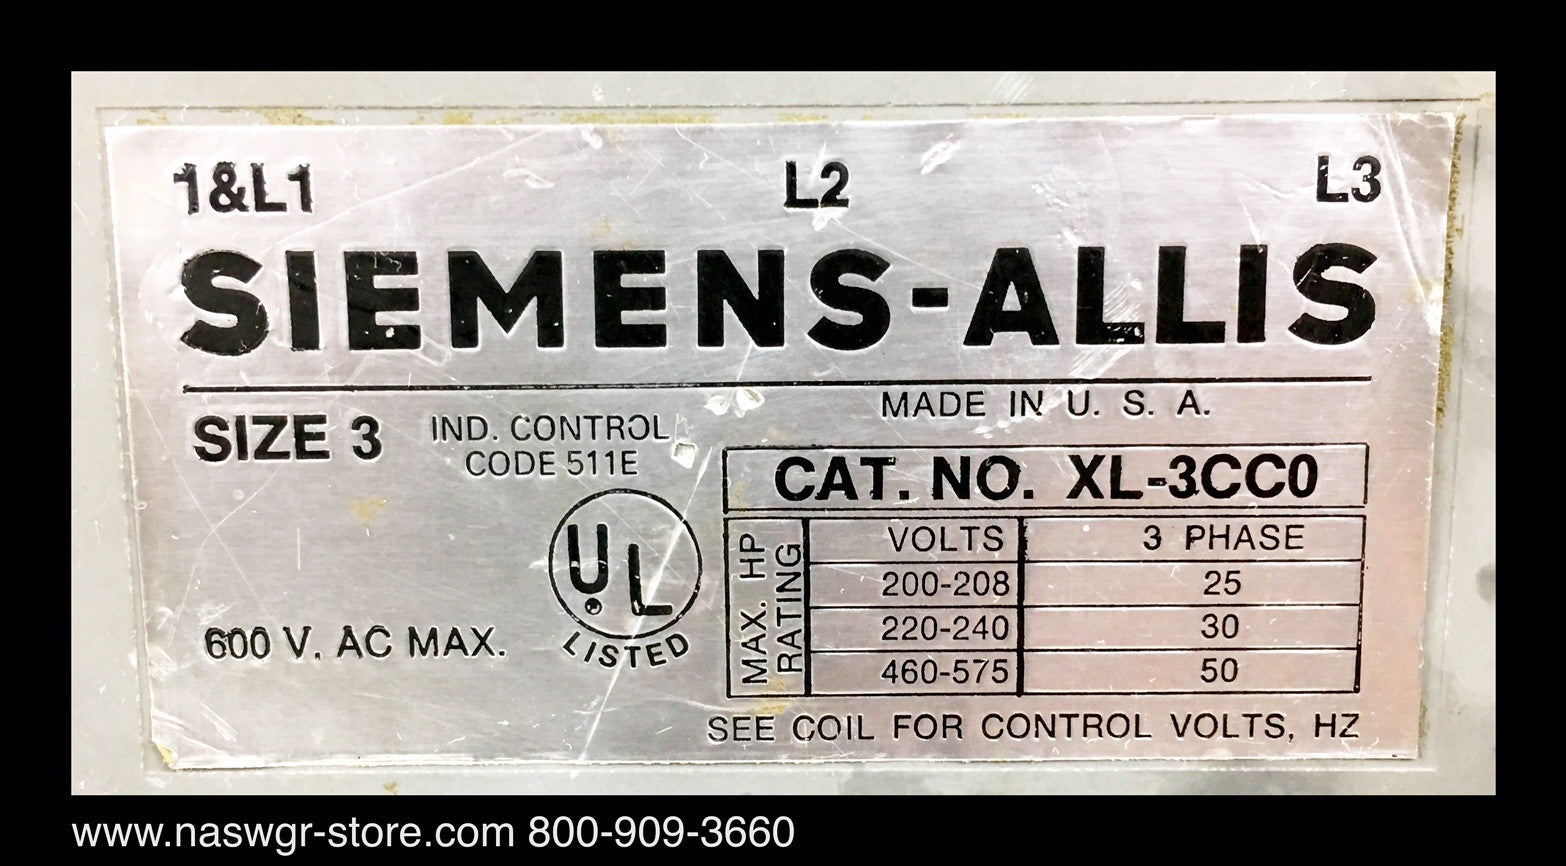 1&L1 L2 L3
SIEMENS-ALLIS
MADE IN U. S. A.
SIZE 3
IND. CONTROL
CODE 511E
UL
LISTED
600 V. AC MAX.
CAT. NO. XL-3CC0
MAX. HP
RATING
VOLTS 3 PHASE
200-208 25
220-240 30
460-575 50
SEE COIL FOR CONTROL VOLTS, HZ
www.naswgr-store.com 800-909-3660